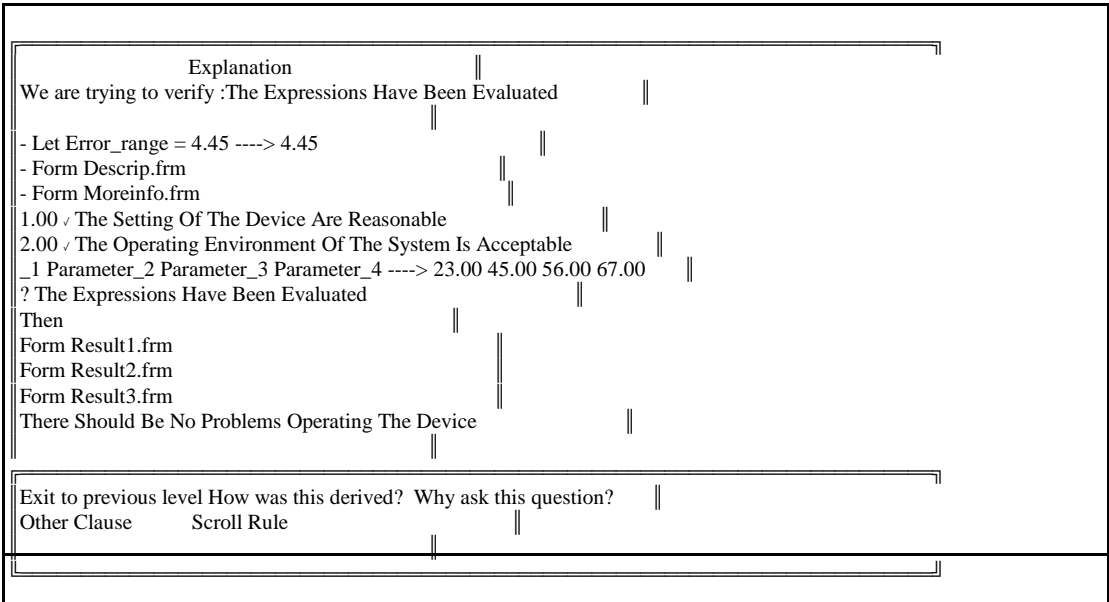 Explanation
We are trying to verify :The Expressions Have Been Evaluated
- Let Error_range = 4.45 ----> 4.45
- Form Descrip.frm
- Form Moreinfo.frm
1.00 √ The Setting Of The Device Are Reasonable
2.00 √ The Operating Environment Of The System Is Acceptable
_1 Parameter_2 Parameter_3 Parameter_4 ----> 23.00 45.00 56.00 67.00
? The Expressions Have Been Evaluated
Then
Form Result1.frm
Form Result2.frm
Form Result3.frm
There Should Be No Problems Operating The Device
Exit to previous level How was this derived? Why ask this question?
Other Clause Scroll Rule